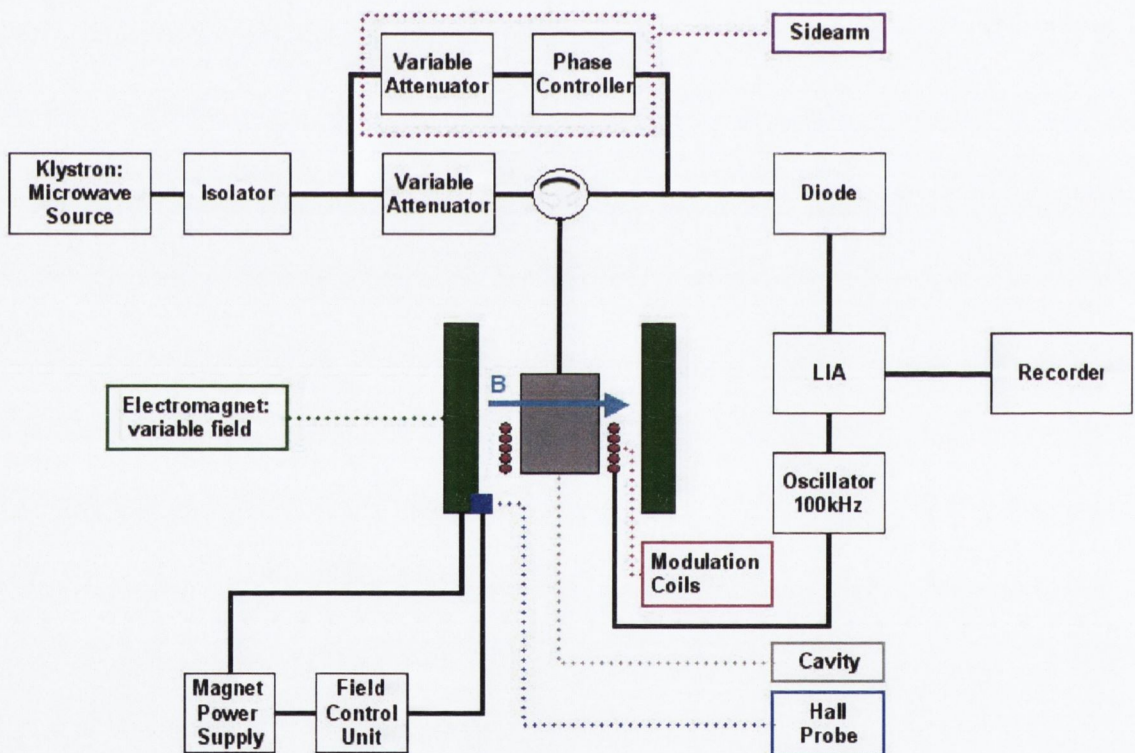 Sidearm
Variable
Attenuator
Phase
Controller
Klystron:
Microwave
Source
Isolator
Variable
Attenuator
Diode
B
LIA
Recorder
Electromagnet:
variable field
Oscillator
100kHz
Modulation
Coils
Cavity
Magnet
Power
Supply
Field
Control
Unit
Hall
Probe